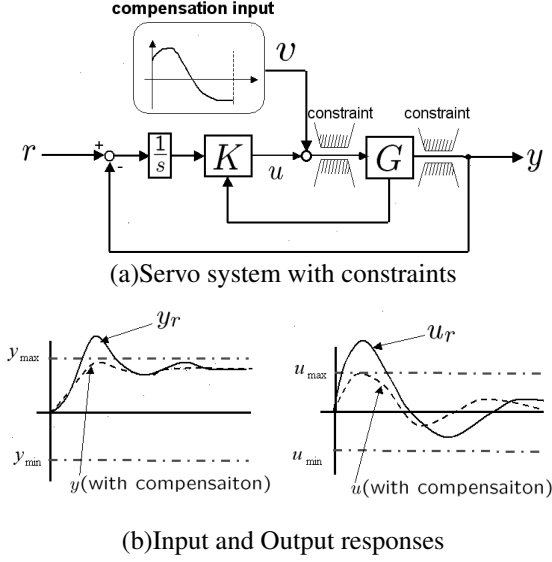 compensation input
v
constraint
constraint
r
+
-
1
s
K
u
G
y
(a)Servo system with constraints
y_r
y_max
y_min
y(with compensaiton)
u_r
u_max
u_min
u(with compensaiton)
(b)Input and Output responses